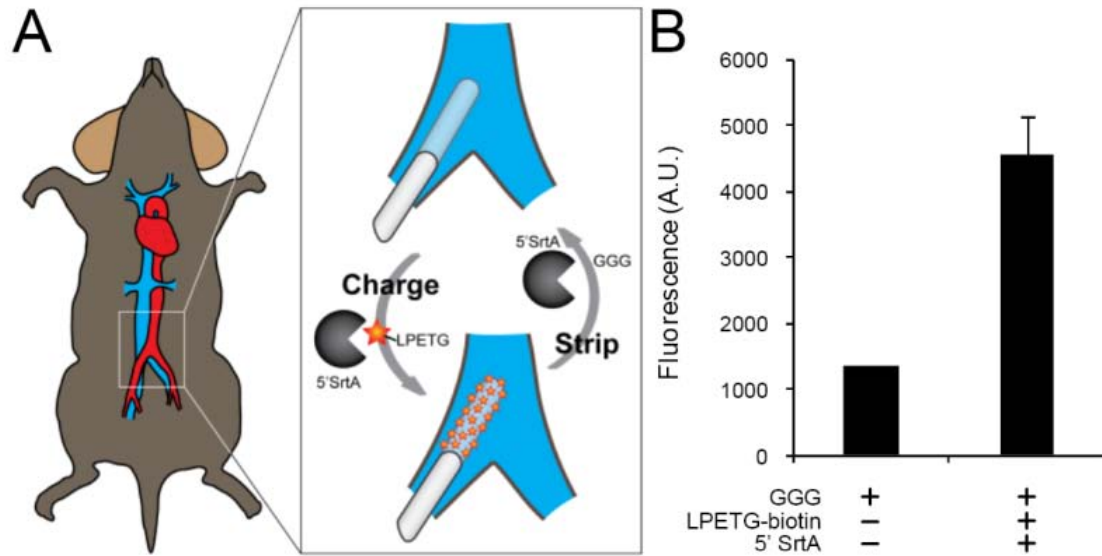 A
5'SrtA
GGG
Charge
LPETG
5'SrtA
Strip
B
Fluorescence (A.U.)
6000
5000
4000
3000
2000
1000
0
GGG + +
LPETG-biotin − +
5' SrtA − +